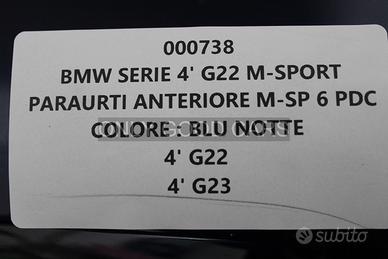 000738
BMW SERIE 4' G22 M-SPORT
PARAURTI ANTERIORE M-SP 6 PDC
COLORE : BLU NOTTE
4' G22
4' G23
subito